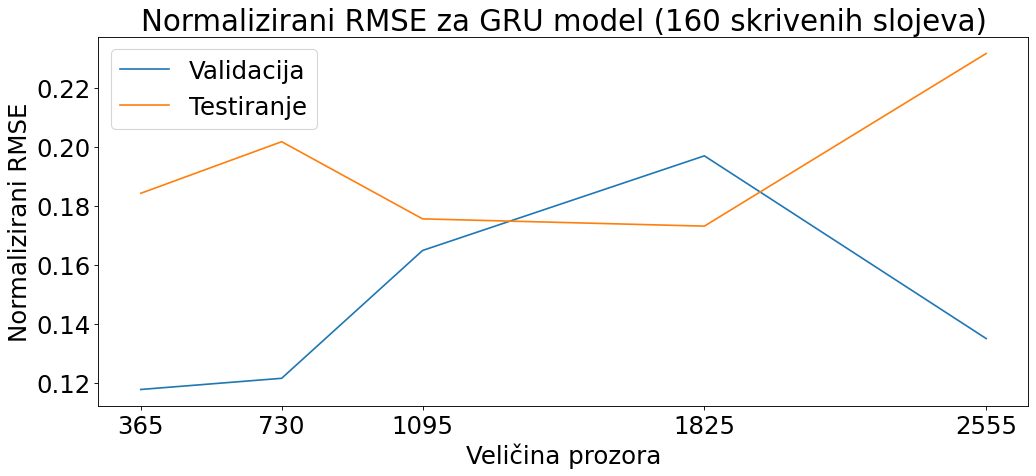 Normalizirani RMSE za GRU model (160 skrivenih slojeva)
Validacija
Testiranje
Normalizirani RMSE
0.22
0.20
0.18
0.16
0.14
0.12
365 730 1095 1825 2555
Veličina prozora